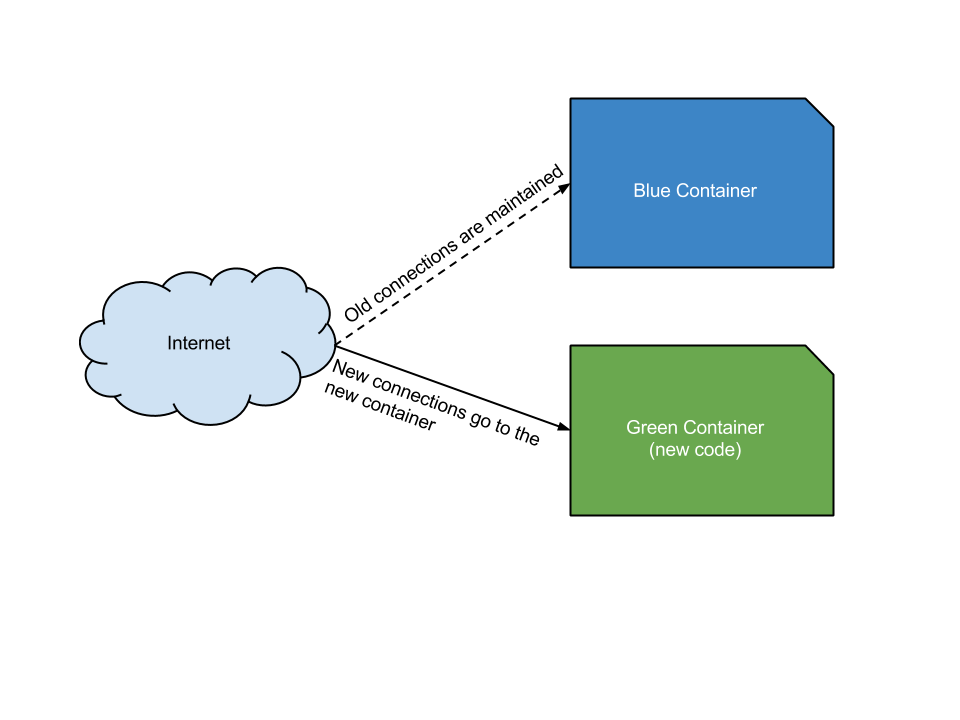 Blue Container
Old connections are maintained
Internet
New connections go to the
new container
Green Container
(new code)